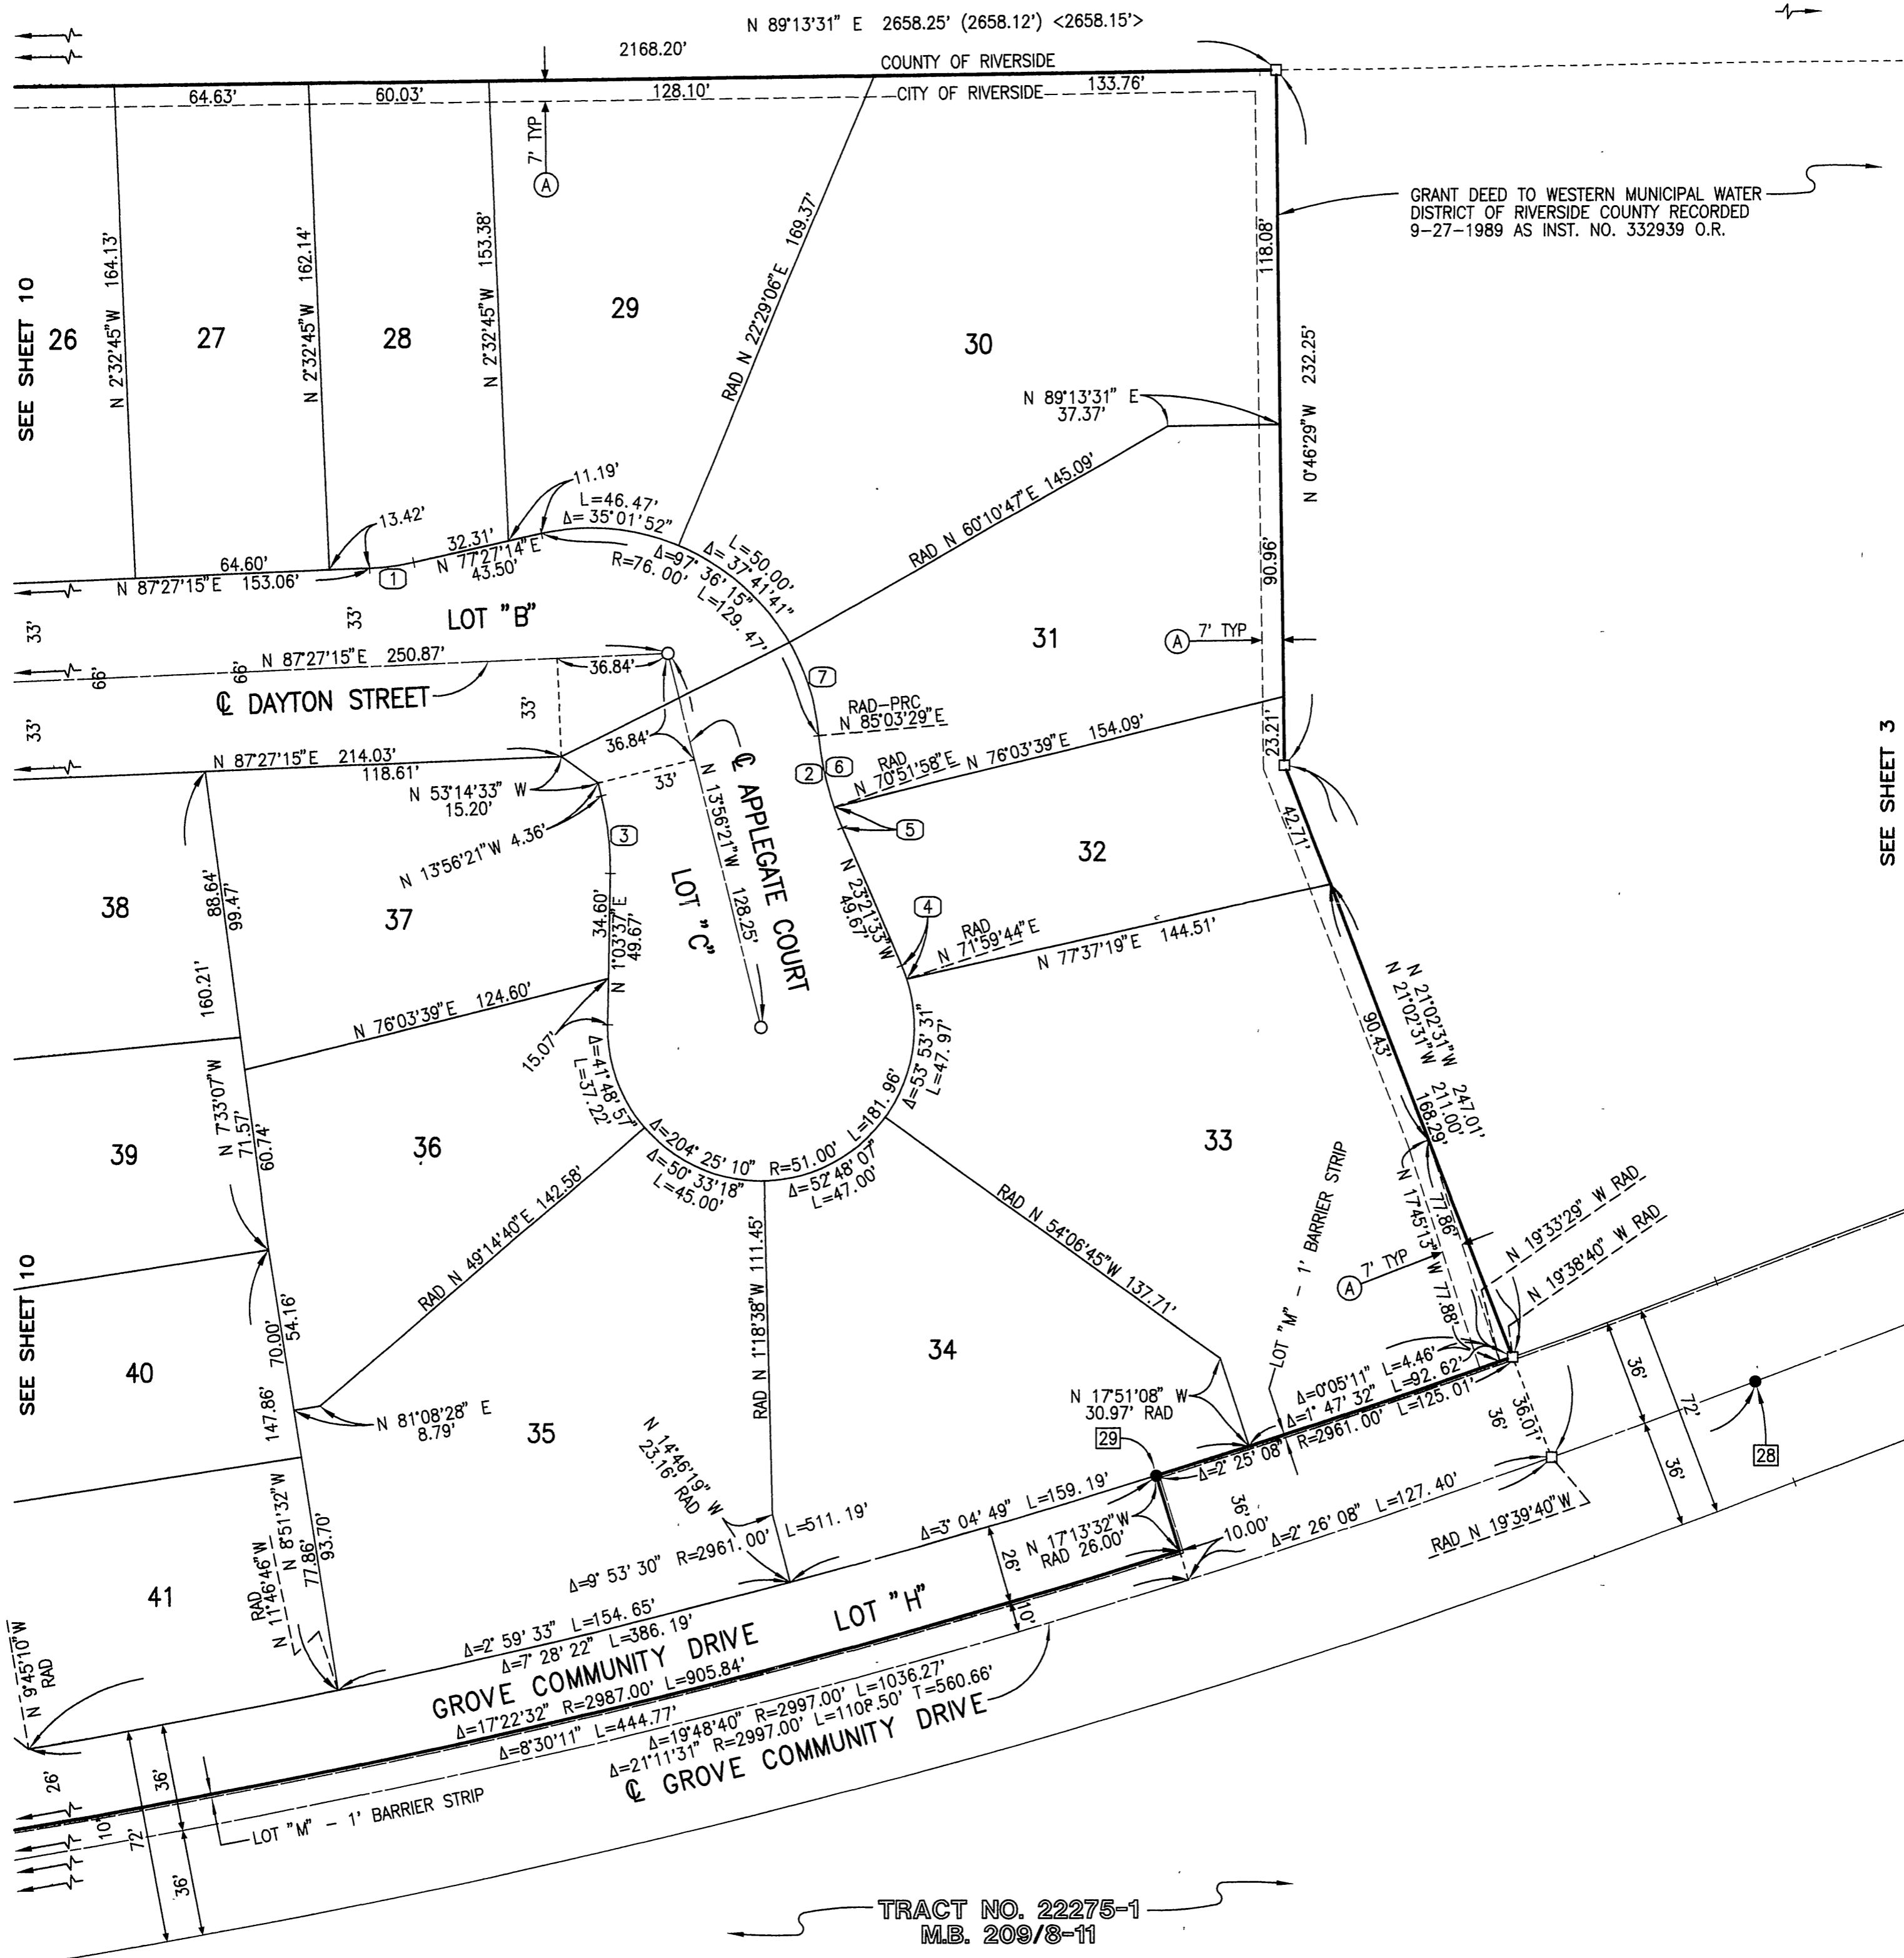 N 89°13'31" E 2658.25' (2658.12') <2658.15'>
2168.20'
COUNTY OF RIVERSIDE
64.63'
60.03'
128.10'
CITY OF RIVERSIDE
133.76'
7' TYP
A
GRANT DEED TO WESTERN MUNICIPAL WATER
DISTRICT OF RIVERSIDE COUNTY RECORDED
9-27-1989 AS INST. NO. 332939 O.R.
SEE SHEET 10
26
N 2°32'45"W 164.13'
27
N 2°32'45"W 162.14'
28
N 2°32'45"W 153.38'
29
RAD N 22°29'06"E 169.37'
30
118.08'
N 0°46'29"W 232.25'
N 89°13'31" E
37.37'
RAD N 60°10'47"E 145.09'
90.96'
11.19'
L=46.47'
Δ= 35°01'52"
13.42'
32.31'
N 77°27'14"E
43.50'
64.60'
N 87°27'15"E 153.06'
1
L=50.00'
Δ= 37°41'41"
Δ=97° 36' 15"
R=76.00' L=129.47'
33'
33'
LOT "B"
66'
66'
N 87°27'15"E 250.87'
36.84'
℄ DAYTON STREET
33'
33'
7
31
A
7' TYP
RAD-PRC
N 85°03'29"E
36.84'
N 87°27'15"E 214.03'
118.61'
N 53°14'33" W
15.20'
33'
2
6
RAD
N 70°51'58"E
N 76°03'39"E 154.09'
23.21'
SEE SHEET 3
N 13°56'21"W 4.36'
3
℄ APPLEGATE COURT
N 13°56'21"W 128.25'
LOT "C"
5
32
42.71'
38
88.64'
99.47'
37
34.60'
N 1°03'37"E
49.67'
N 23°21'33"W
49.67'
4
RAD
N 71°59'44"E
N 77°37'19"E 144.51'
160.21'
N 76°03'39"E 124.60'
15.07'
Δ=41° 48' 57"
L=37.22'
Δ=53° 53' 31"
L=47.97'
N 21°02'31"W 247.01'
N 21°02'31"W 211.00'
90.43'
168.29'
39
N 7°33'07"W
71.57'
60.74'
36
Δ=204° 25' 10" R=51.00' L=181.96'
Δ=50° 33'18"
L=45.00'
Δ=52° 48' 07"
L=47.00'
33
LOT "M" - 1' BARRIER STRIP
77.86'
N 17°45'13"W 77.88'
N 19°33'29" W RAD
N 19°38'40" W RAD
A
7' TYP
SEE SHEET 10
RAD N 49°14'40"E 142.58'
RAD N 1°18'38"W 111.45'
RAD N 54°06'45"W 137.71'
40
70.00'
54.16'
147.86'
N 81°08'28" E
8.79'
34
35
N 17°51'08" W
30.97' RAD
Δ=0°05'11" L=4.46'
Δ=1° 47' 32" L=92.62'
Δ=2° 25' 08" R=2961.00' L=125.01'
36.01'
36'
36'
72'
28
29
36'
N 14°46'19" W
23.16' RAD
41
RAD
N 11°46'46"W
N 8°51'32"W
77.86'
93.70'
Δ=9° 53' 30" R=2961.00' L=511.19'
Δ=3° 04' 49" L=159.19'
N 17°13'32"W
RAD 26.00'
36'
10.00'
Δ=2° 26' 08" L=127.40'
RAD N 19°39'40"W
26'
10'
N 9°45'10"W
RAD
Δ=2° 59' 33" L=154.65'
Δ=7° 28' 22" L=386.19'
GROVE COMMUNITY DRIVE LOT "H"
Δ=17°22'32" R=2987.00' L=905.84'
Δ=8°30'11" L=444.77'
Δ=19°48'40" R=2997.00' L=1036.27'
Δ=21°11'31" R=2997.00' L=1108.50' T=560.66'
℄ GROVE COMMUNITY DRIVE
26'
36'
10'
72'
36'
LOT "M" - 1' BARRIER STRIP
TRACT NO. 22275-1
M.B. 209/8-11